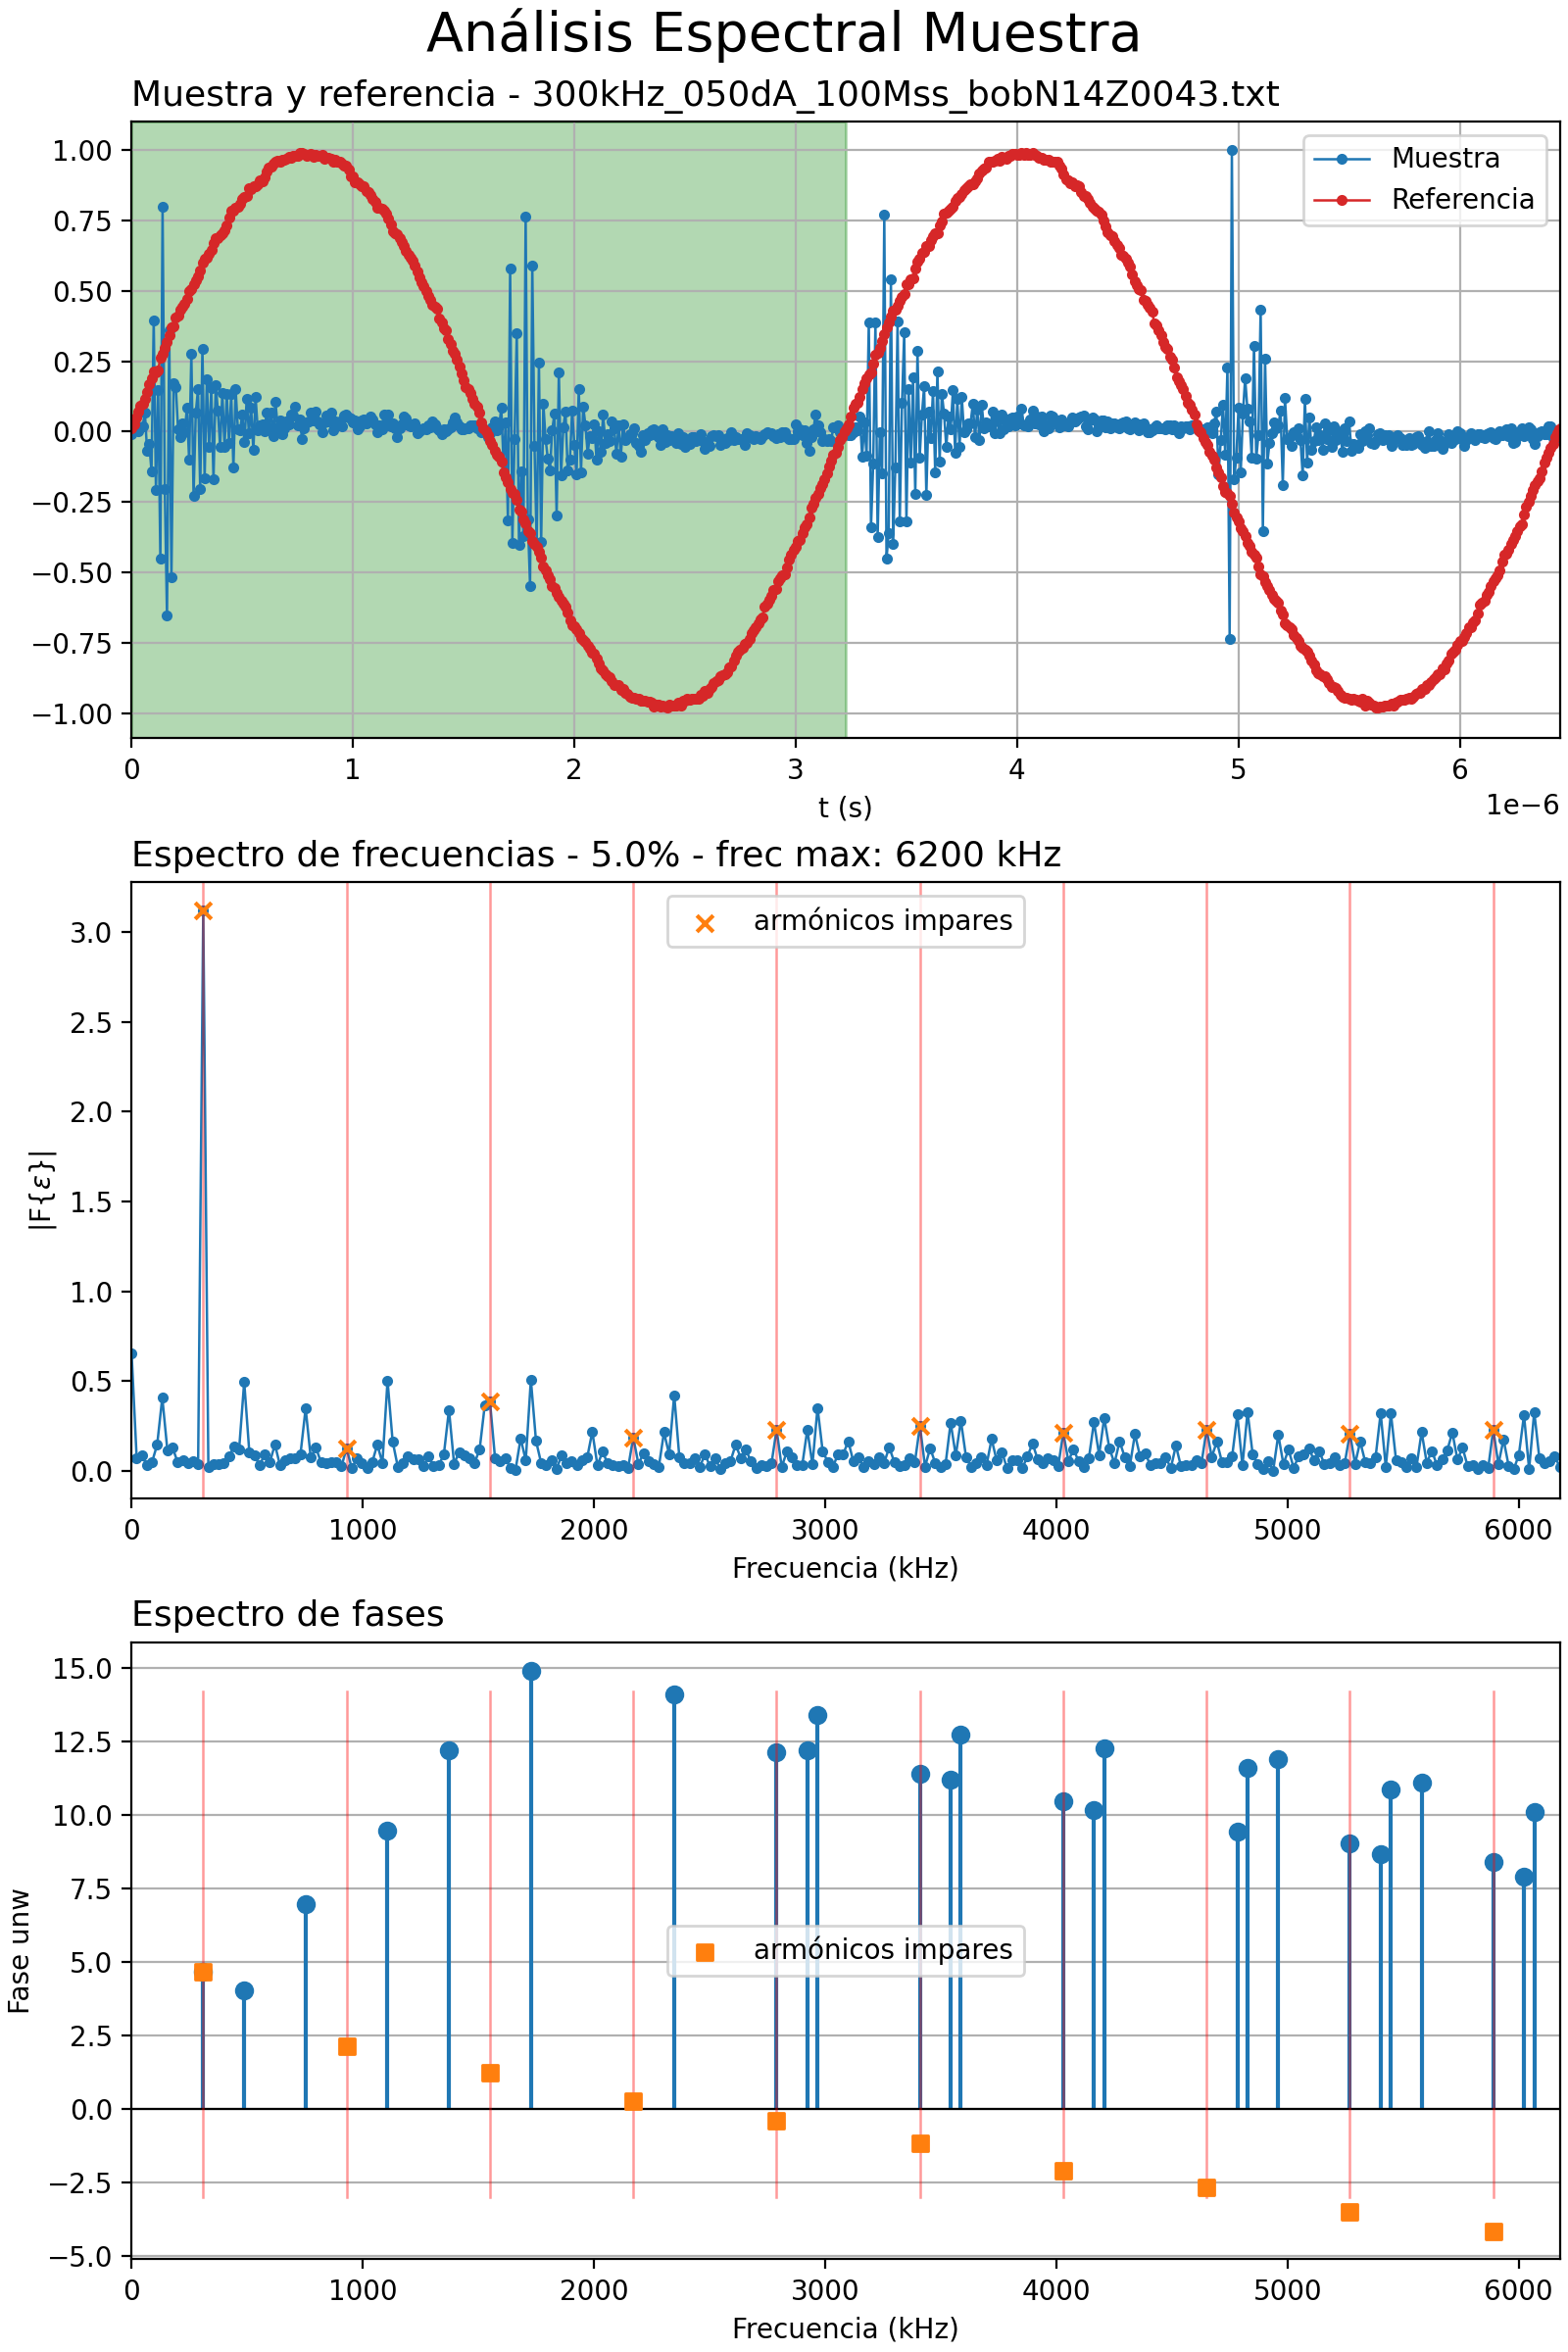 Análisis Espectral Muestra
Muestra y referencia - 300kHz_050dA_100Mss_bobN14Z0043.txt
1.00
0.75
0.50
0.25
0.00
−0.25
−0.50
−0.75
−1.00
Muestra
Referencia
0 1 2 3 4 5 6
t (s)
1e−6
Espectro de frecuencias - 5.0% - frec max: 6200 kHz
3.0
2.5
2.0
1.5
1.0
0.5
0.0
|F{ε}|
armónicos impares
0 1000 2000 3000 4000 5000 6000
Frecuencia (kHz)
Espectro de fases
15.0
12.5
10.0
7.5
5.0
2.5
0.0
−2.5
−5.0
Fase unw
armónicos impares
0 1000 2000 3000 4000 5000 6000
Frecuencia (kHz)